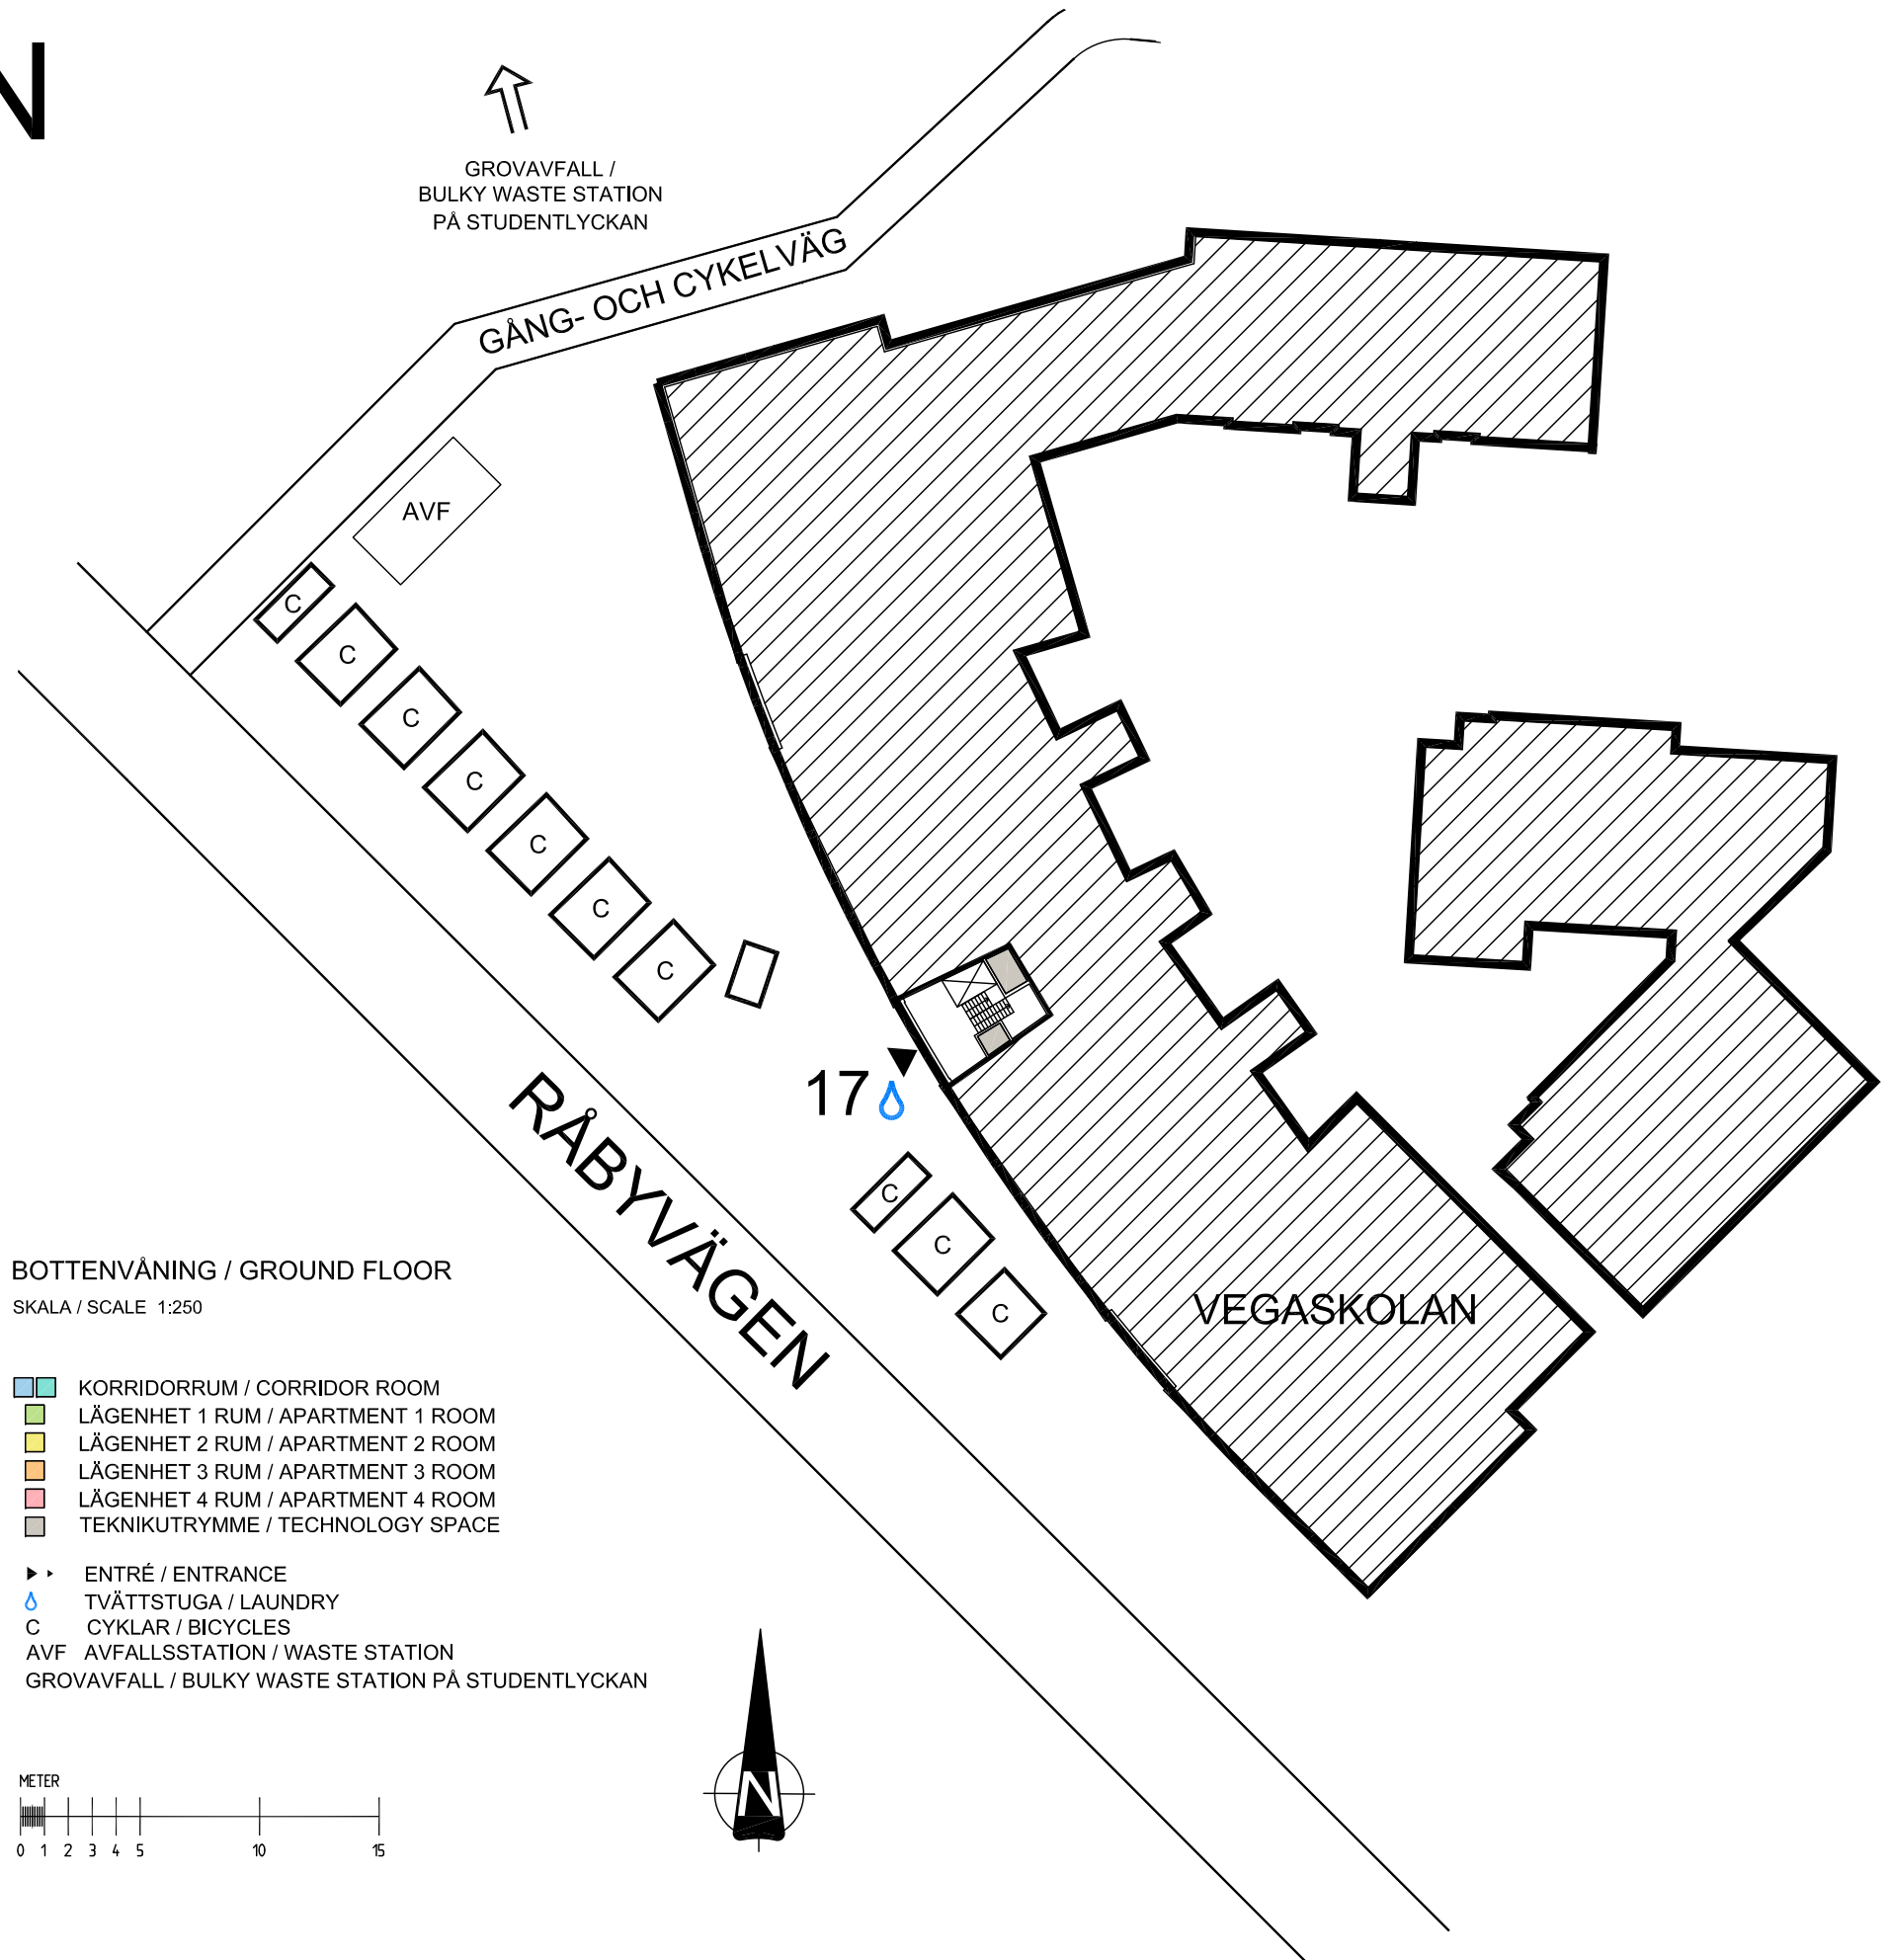 N
GROVAVFALL /
BULKY WASTE STATION
PÅ STUDENTLYCKAN
GÅNG- OCH CYKELVÄG
AVF
C
C
C
C
C
C
C
17
RÅBYVÄGEN
C
C
C
VEGASKOLAN
BOTTENVÅNING / GROUND FLOOR
SKALA / SCALE 1:250
KORRIDORRUM / CORRIDOR ROOM
LÄGENHET 1 RUM / APARTMENT 1 ROOM
LÄGENHET 2 RUM / APARTMENT 2 ROOM
LÄGENHET 3 RUM / APARTMENT 3 ROOM
LÄGENHET 4 RUM / APARTMENT 4 ROOM
TEKNIKUTRYMME / TECHNOLOGY SPACE
ENTRÉ / ENTRANCE
TVÄTTSTUGA / LAUNDRY
C CYKLAR / BICYCLES
AVF AVFALLSSTATION / WASTE STATION
GROVAVFALL / BULKY WASTE STATION PÅ STUDENTLYCKAN
METER
0 1 2 3 4 5 10 15
N